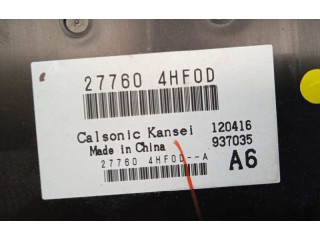 27760 4HF0D
Calsonic Kansei 120416
Made in China 937035
27760 4HF0D--A A6